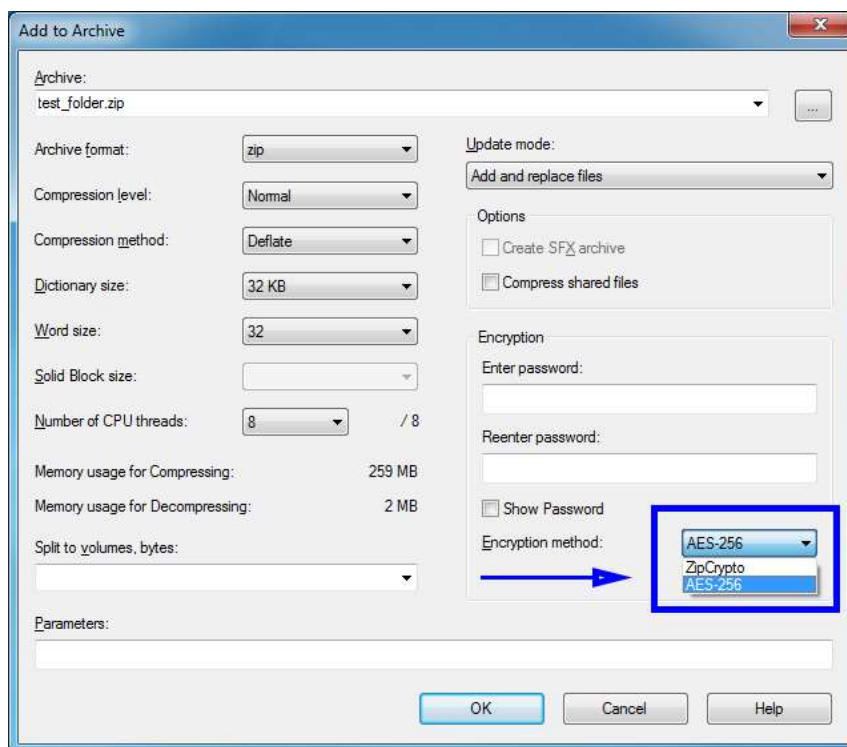 Add to Archive
Archive:
test_folder.zip
...
Archive format:
zip
Compression level:
Normal
Compression method:
Deflate
Dictionary size:
32 KB
Word size:
32
Solid Block size:
Number of CPU threads:
8
/ 8
Memory usage for Compressing:
259 MB
Memory usage for Decompressing:
2 MB
Split to volumes, bytes:
Update mode:
Add and replace files
Options
Create SFX archive
Compress shared files
Encryption
Enter password:
Reenter password:
Show Password
Encryption method:
AES-256
ZipCrypto
AES-256
Parameters:
OK
Cancel
Help